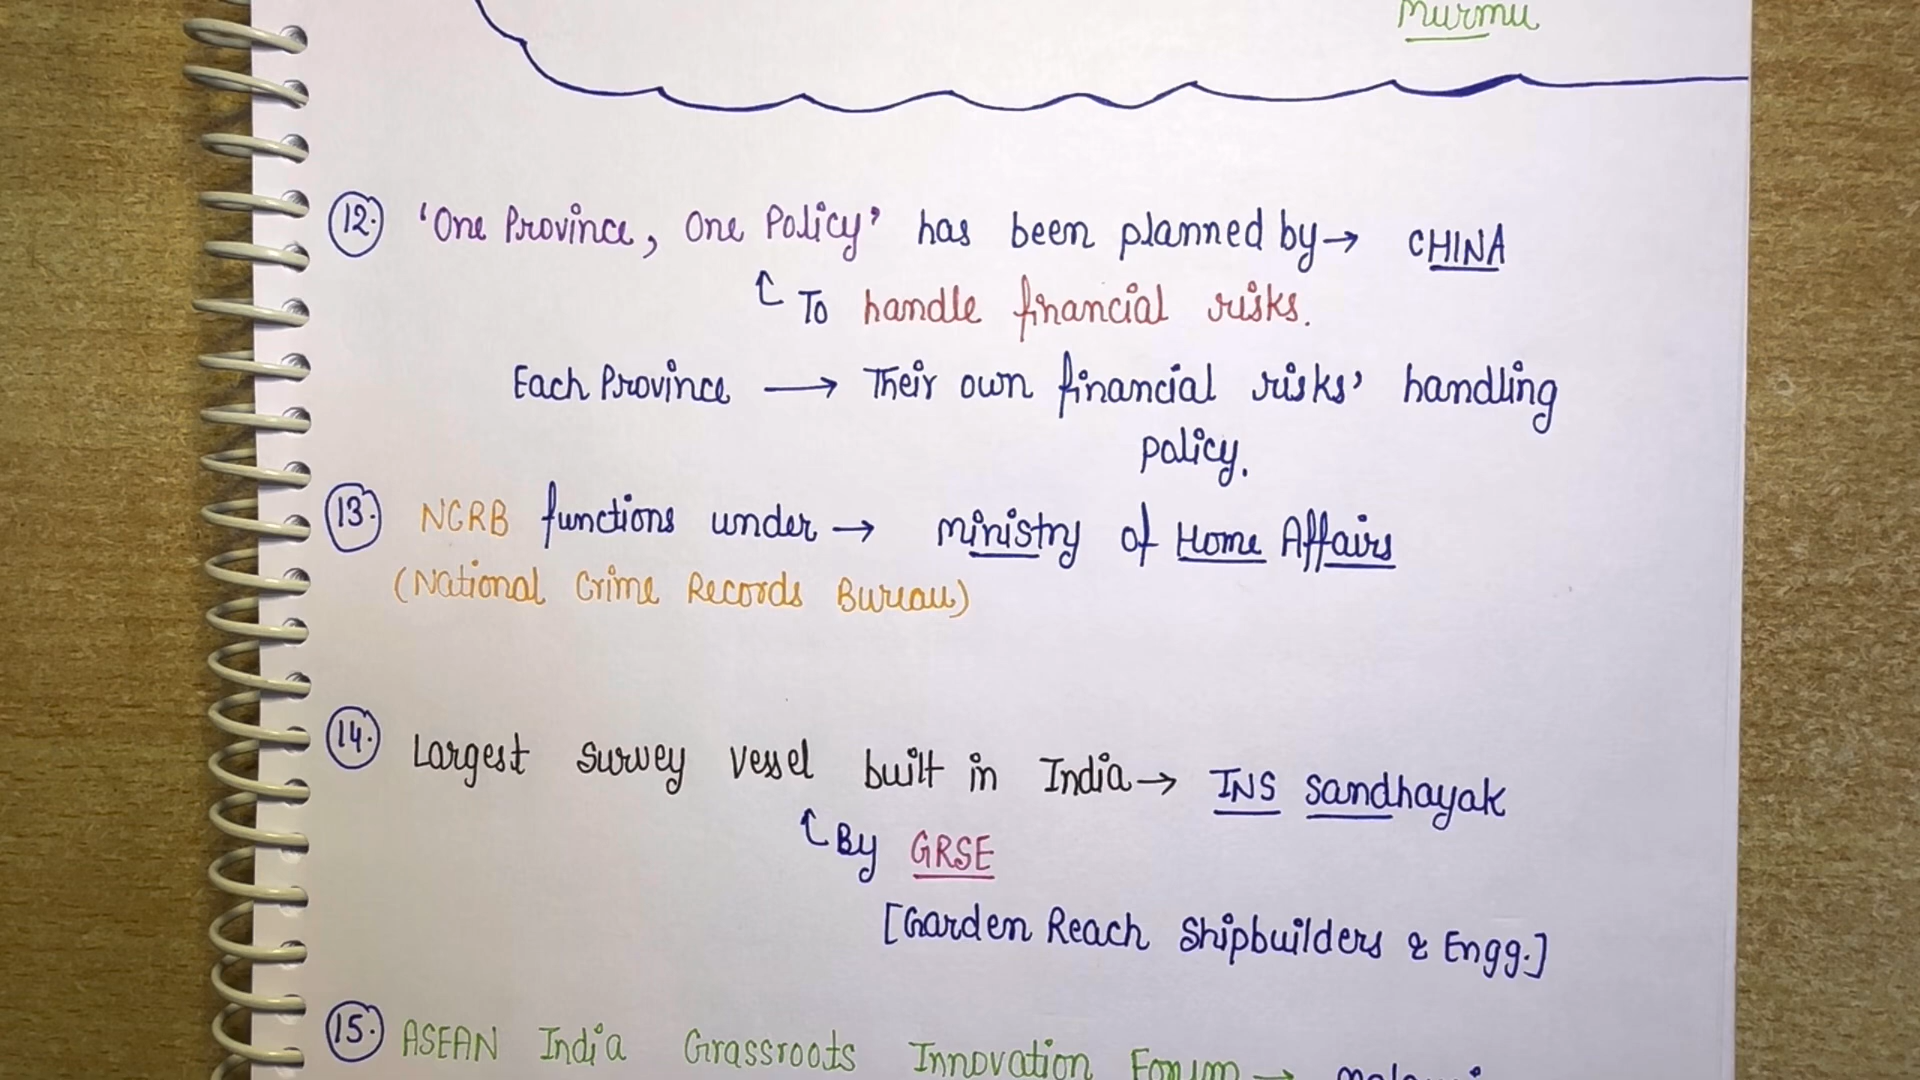 Murmu
12. 'One Province, One Policy' has been planned by→ CHINA
To handle financial risks.
Each Province → Their own financial risks' handling
policy.
13. NCRB functions under → ministry of Home Affairs
(National Crime Records Bureau)
14. Largest survey vessel built in India→ INS Sandhayak
By GRSE
[Garden Reach Shipbuilders & Engg.]
15. ASEAN India Grassroots Innovation Forum →